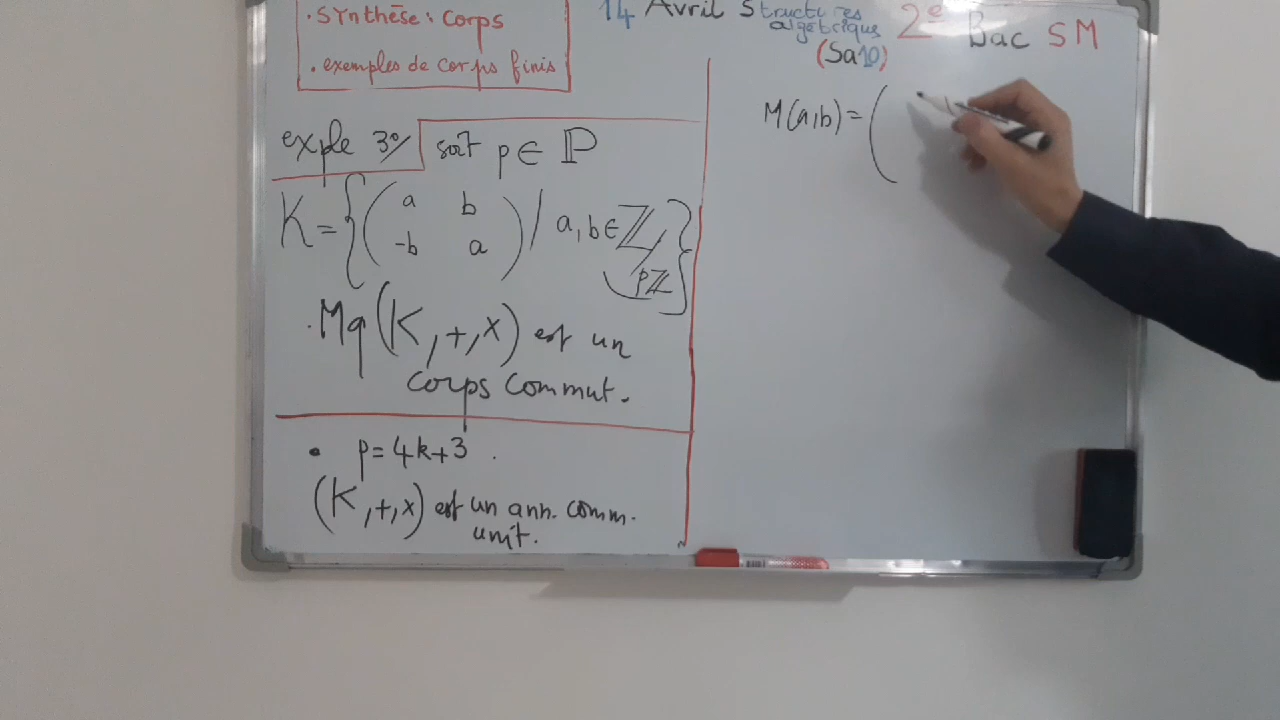 . Synthèse : Corps
. exemples de corps finis
14 Avril Structures
algébrique
(Sa10)
2e Bac SM
exple 3°/ soit p ∈ ℙ
K = { ( a b
-b a ) / a, b ∈ ℤ/pℤ }
. Mq (K, +, x) est un
corps commut.
• p = 4k+3 .
(K, +, x) est un ann. comm.
unit.
M(a,b) = (